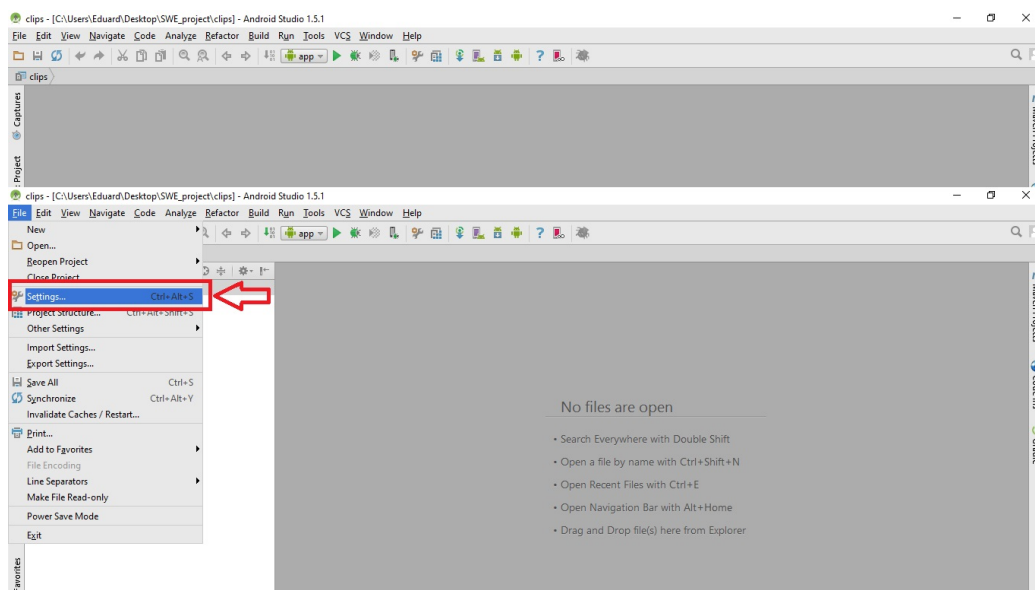 clips - [C:\Users\Eduard\Desktop\SWE_project\clips] - Android Studio 1.5.1
File Edit View Navigate Code Analyze Refactor Build Run Tools VCS Window Help
app
clips
Captures
Project
clips - [C:\Users\Eduard\Desktop\SWE_project\clips] - Android Studio 1.5.1
File Edit View Navigate Code Analyze Refactor Build Run Tools VCS Window Help
app
New
Open...
Reopen Project
Close Project
Settings... Ctrl+Alt+S
Project Structure... Ctrl+Alt+Shift+S
Other Settings
Import Settings...
Export Settings...
Save All Ctrl+S
Synchronize Ctrl+Alt+Y
Invalidate Caches / Restart...
Print...
Add to Favorites
File Encoding
Line Separators
Make File Read-only
Power Save Mode
Exit
No files are open
• Search Everywhere with Double Shift
• Open a file by name with Ctrl+Shift+N
• Open Recent Files with Ctrl+E
• Open Navigation Bar with Alt+Home
• Drag and Drop file(s) here from Explorer
Favorites